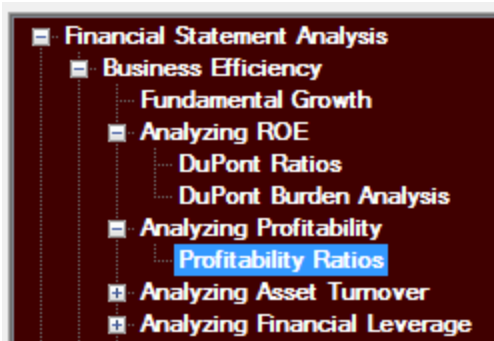 Financial Statement Analysis
Business Efficiency
Fundamental Growth
Analyzing ROE
DuPont Ratios
DuPont Burden Analysis
Analyzing Profitability
Profitability Ratios
Analyzing Asset Turnover
Analyzing Financial Leverage